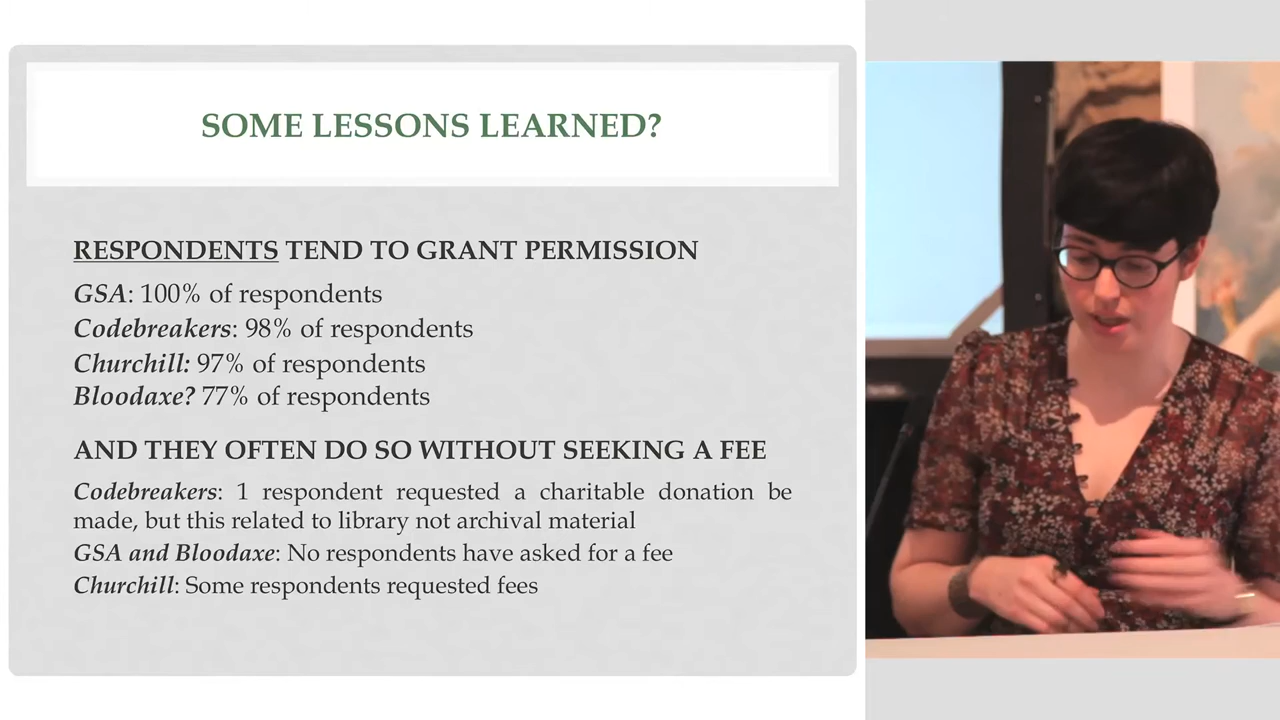 SOME LESSONS LEARNED?
RESPONDENTS TEND TO GRANT PERMISSION
GSA: 100% of respondents
Codebreakers: 98% of respondents
Churchill: 97% of respondents
Bloodaxe? 77% of respondents
AND THEY OFTEN DO SO WITHOUT SEEKING A FEE
Codebreakers: 1 respondent requested a charitable donation be
made, but this related to library not archival material
GSA and Bloodaxe: No respondents have asked for a fee
Churchill: Some respondents requested fees